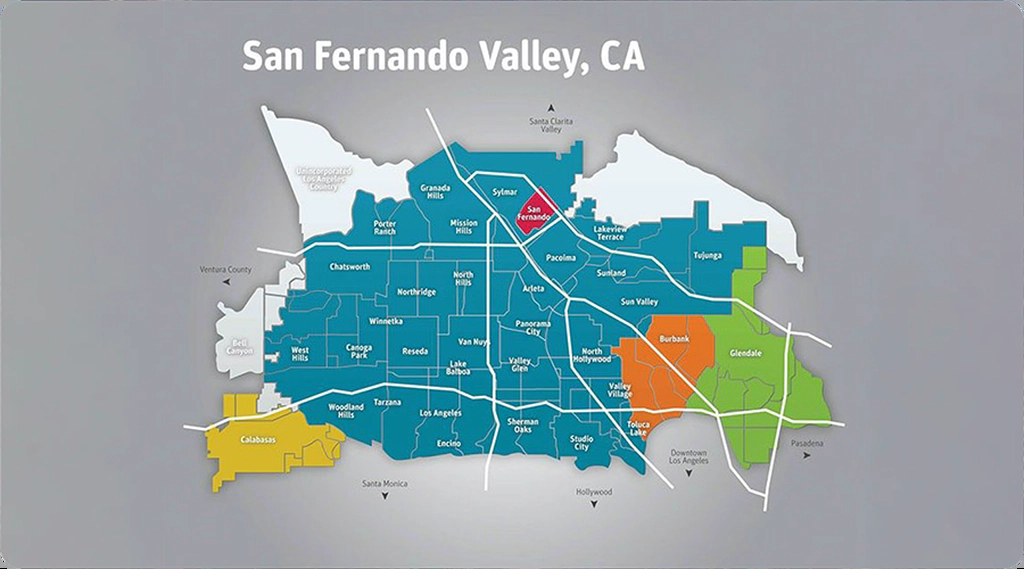 San Fernando Valley, CA
Santa Clarita
Valley
Unincorporated
Los Angeles
Country
Granada
Hills
Sylmar
San
Fernando
Porter
Ranch
Mission
Hills
Lakeview
Terrace
Pacoima
Tujunga
Chatsworth
Ventura County
North
Hills
Sunland
Northridge
Arleta
Sun Valley
Winnetka
Panorama
City
Burbank
Bell
Canyon
West
Hills
Canoga
Park
Reseda
Van Nuys
Lake
Balboa
Valley
Glen
North
Hollywood
Glendale
Valley
Village
Woodland
Hills
Tarzana
Los Angeles
Sherman
Oaks
Toluca
Lake
Calabasas
Encino
Studio
City
Pasadena
Downtown
Los Angeles
Santa Monica
Hollywood